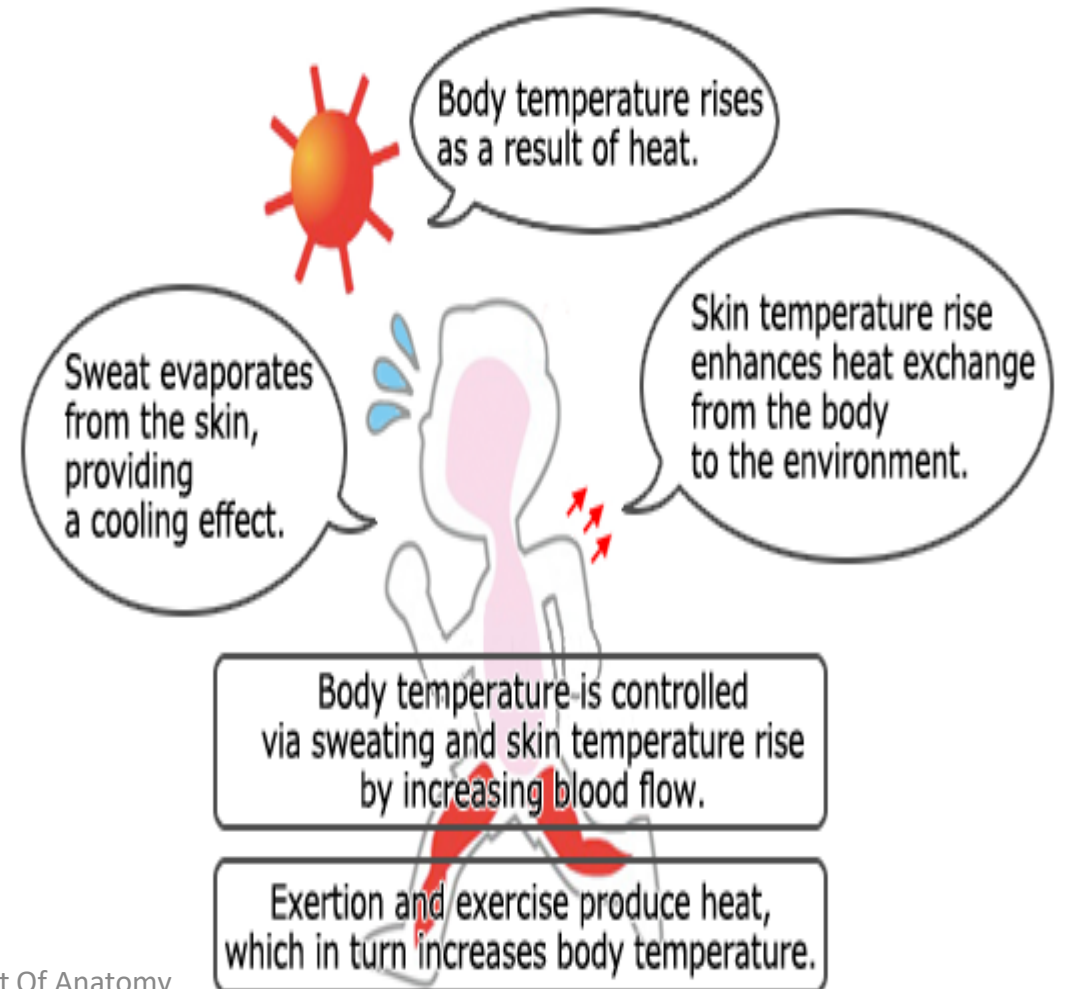 Body temperature rises
as a result of heat.
Skin temperature rise
enhances heat exchange
from the body
to the environment.
Sweat evaporates
from the skin,
providing
a cooling effect.
Body temperature is controlled
via sweating and skin temperature rise
by increasing blood flow.
Exertion and exercise produce heat,
which in turn increases body temperature.
t Of Anatomy